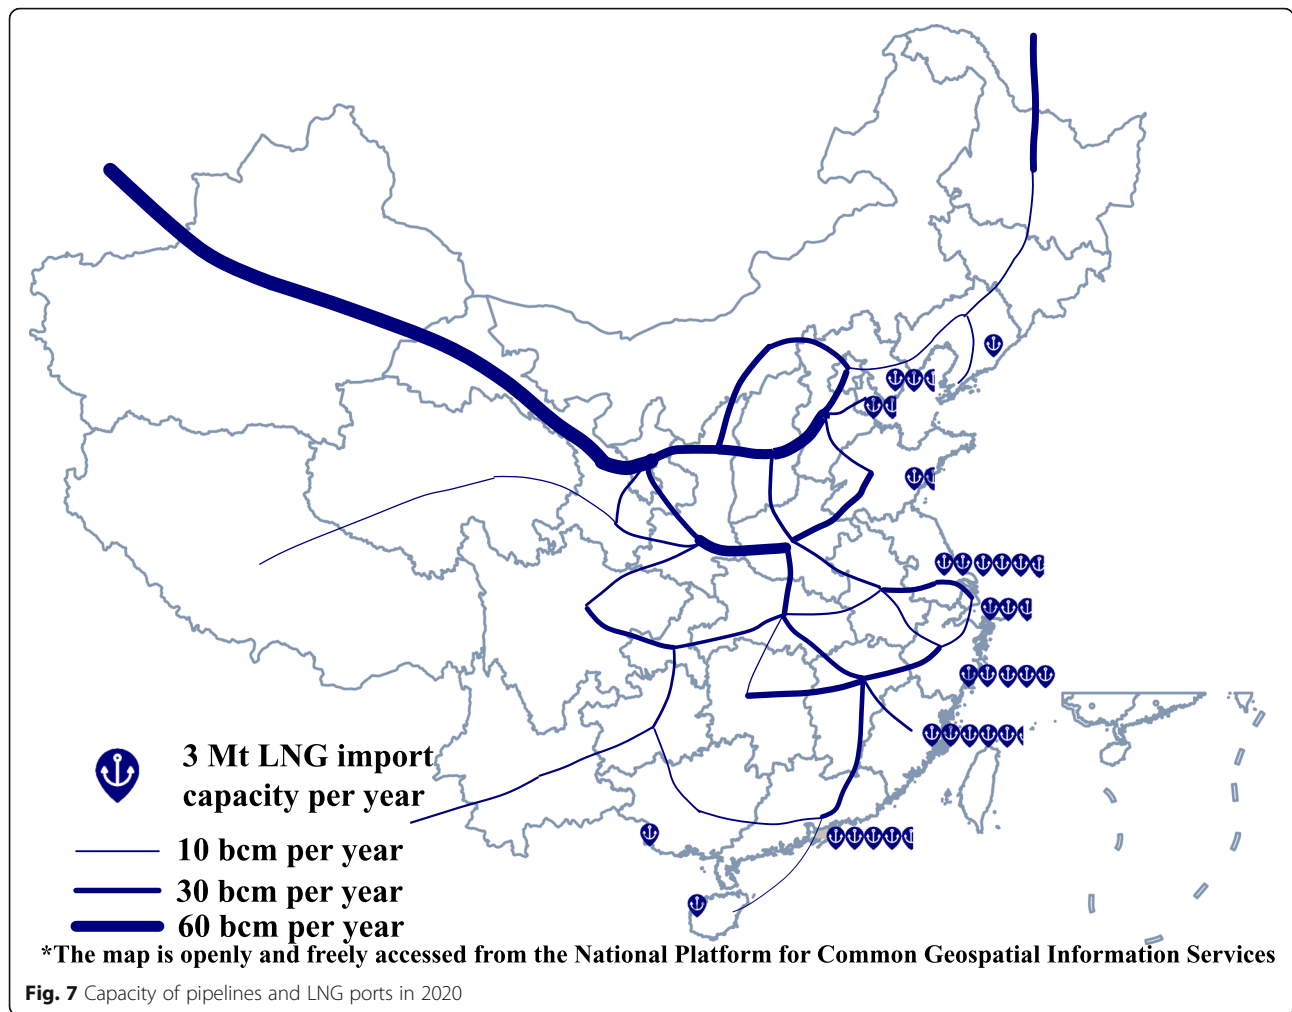 3 Mt LNG import
capacity per year
10 bcm per year
30 bcm per year
60 bcm per year
*The map is openly and freely accessed from the National Platform for Common Geospatial Information Services
Fig. 7 Capacity of pipelines and LNG ports in 2020